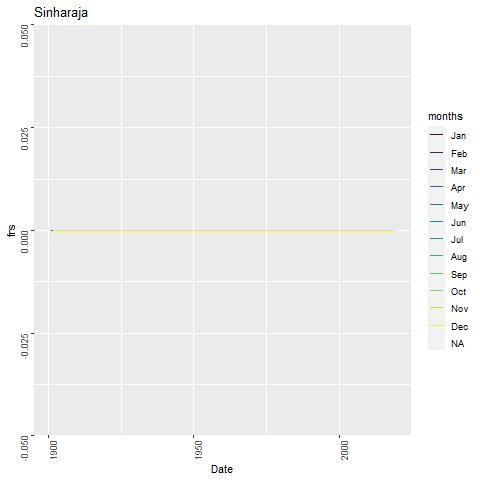 Sinharaja
0.050
0.025
0.000
-0.025
-0.050
frs
1900
1950
2000
Date
months
Jan
Feb
Mar
Apr
May
Jun
Jul
Aug
Sep
Oct
Nov
Dec
NA